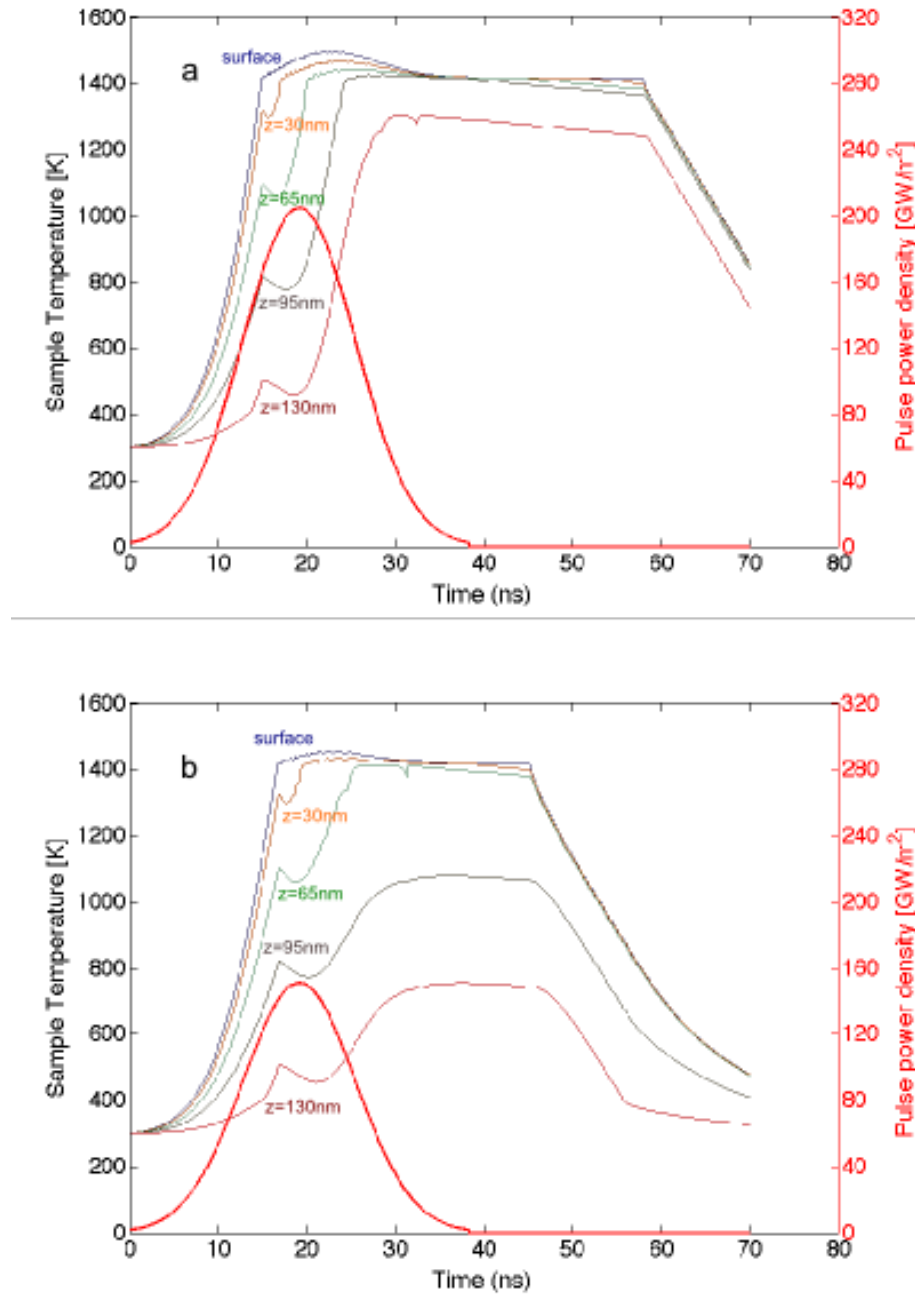 1600
1400
1200
1000
800
600
400
200
0
Sample Temperature [K]
320
280
240
200
160
120
80
40
0
Pulse power density [GW/m²]
a
surface
z=30nm
z=65nm
z=95nm
z=130nm
0 10 20 30 40 50 60 70 80
Time (ns)
1600
1400
1200
1000
800
600
400
200
0
Sample Temperature [K]
320
280
240
200
160
120
80
40
0
Pulse power density [GW/m²]
b
surface
z=30nm
z=65nm
z=95nm
z=130nm
0 10 20 30 40 50 60 70 80
Time (ns)